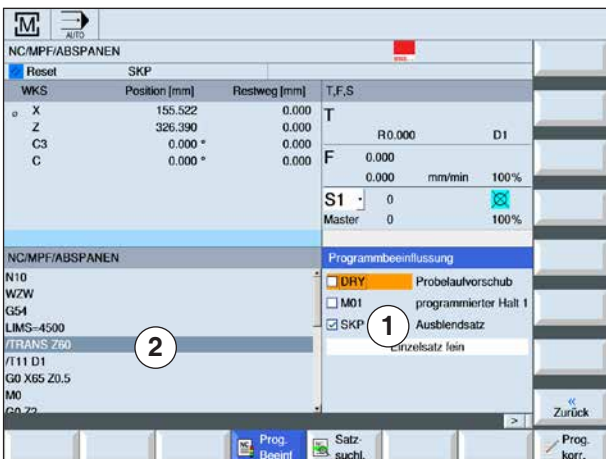 M
AUTO
NC/MPF/ABSPANEN
Reset SKP
WKS Position [mm] Restweg [mm] T,F,S
X 155.522 0.000
Z 326.390 0.000
C3 0.000 ° 0.000
C 0.000 ° 0.000
T
R0.000 D1
F 0.000
0.000 mm/min 100%
S1 0
Master 0 100%
NC/MPF/ABSPANEN
N10
WZW
G54
LIMS=4500
/TRANS Z60
/T11 D1
G0 X65 Z0.5
M0
G0 Z2
2
Programmbeeinflussung
DRY Probelaufvorschub
M01 programmierter Halt 1
SKP 1 Ausblendsatz
Einzelsatz fein
>
« Zurück
Prog. Beeinf
Satz- suchl.
Prog. korr.